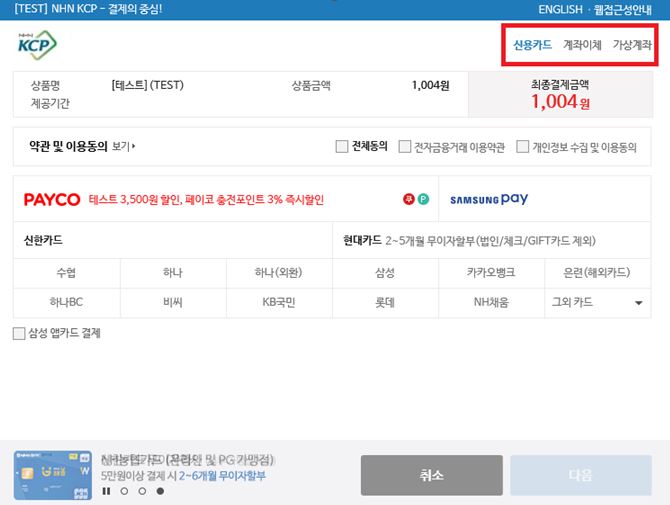 [TEST] NHN KCP - 결제의 중심!
ENGLISH · 웹접근성안내
KCP
신용카드 계좌이체 가상계좌
상품명 [테스트] (TEST) 상품금액 1,004원
제공기간
최종결제금액
1,004원
약관 및 이용동의 보기
전체동의 전자금융거래 이용약관 개인정보 수집 및 이용동의
PAYCO 테스트 3,500원 할인, 페이코 충전포인트 3% 즉시할인 쿠 P
SAMSUNG pay
신한카드 현대카드 2~5개월 무이자할부(법인/체크/GIFT카드 제외)
수협 하나 하나(외환) 삼성 카카오뱅크 은련(해외카드)
하나BC 비씨 KB국민 롯데 NH채움 그외 카드
삼성 앱카드 결제
(온라인 및 PG가맹점)
5만원이상 결제 시 2~6개월 무이자할부
취소 다음